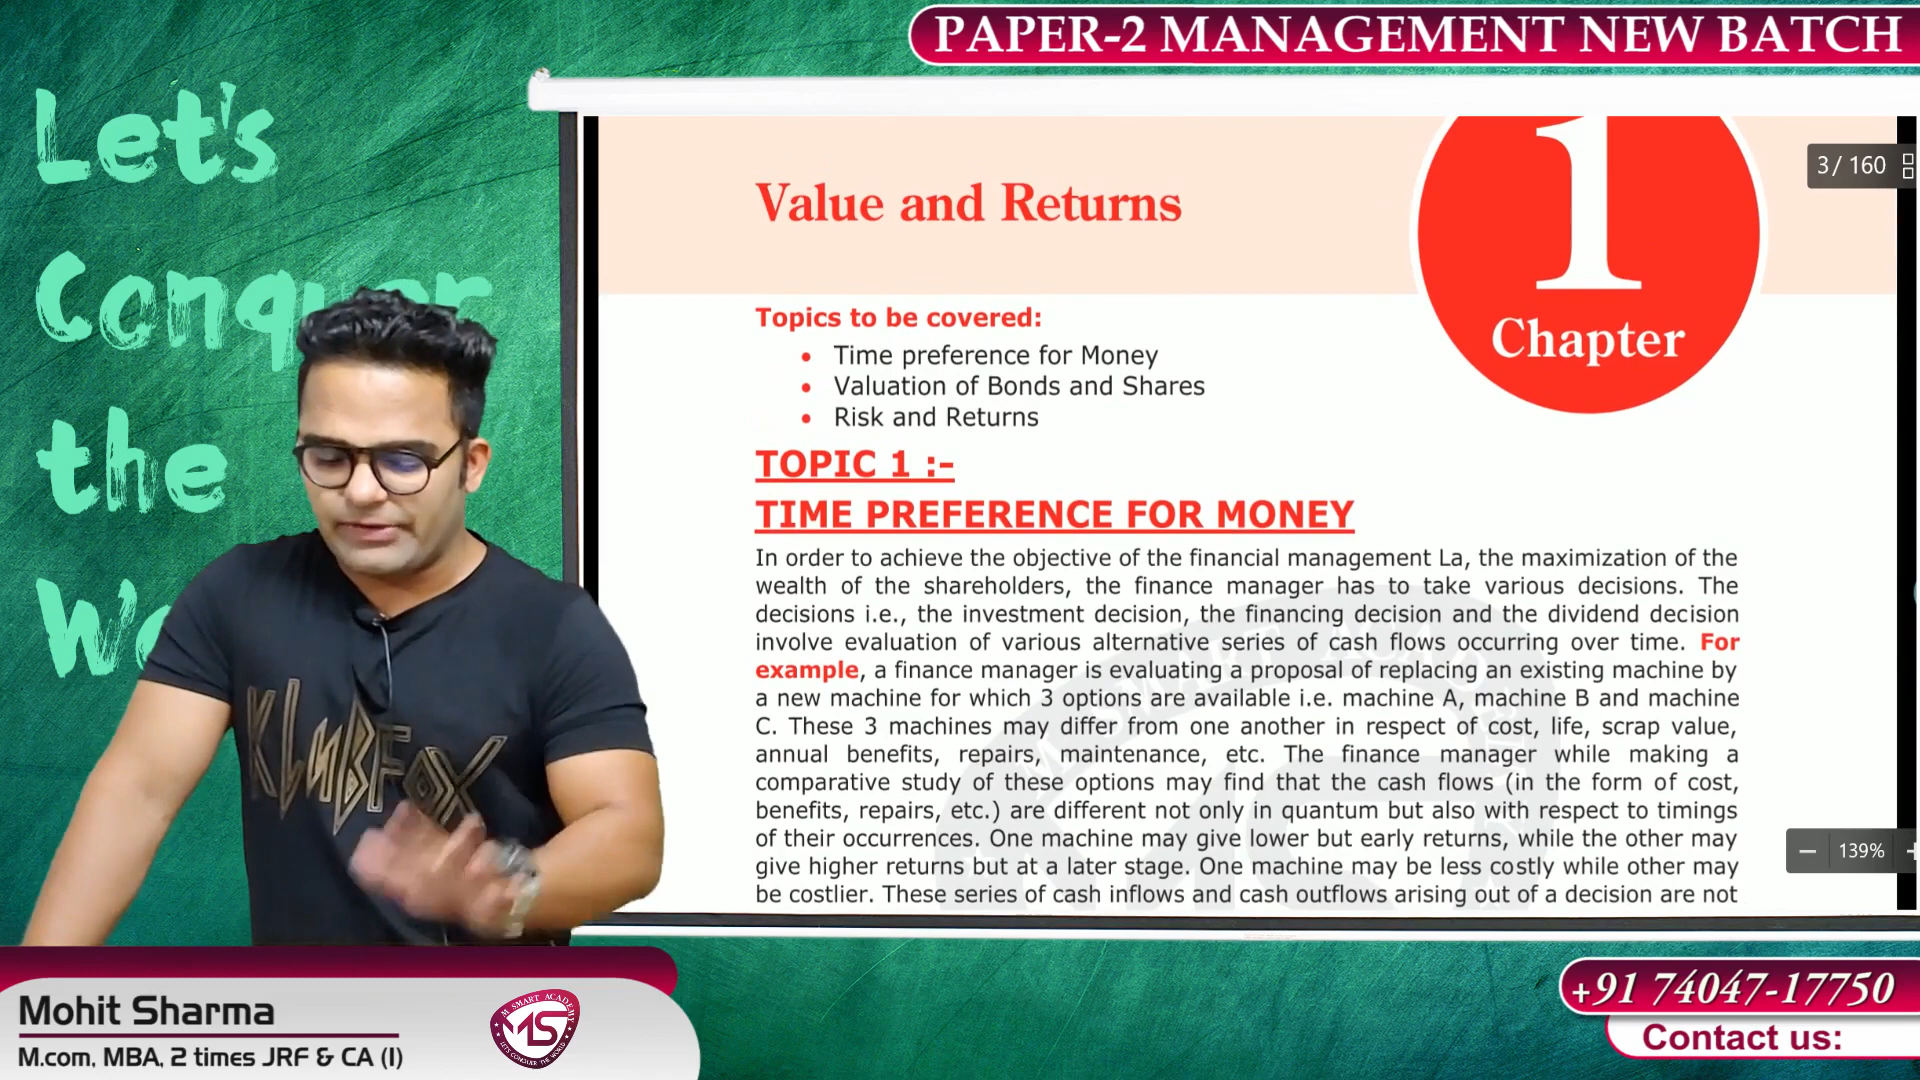 PAPER-2 MANAGEMENT NEW BATCH
Let's
Conquer
the
Wo
3 / 160
1
Chapter
Value and Returns
Topics to be covered:
• Time preference for Money
• Valuation of Bonds and Shares
• Risk and Returns
TOPIC 1 :-
TIME PREFERENCE FOR MONEY
In order to achieve the objective of the financial management La, the maximization of the
wealth of the shareholders, the finance manager has to take various decisions. The
decisions i.e., the investment decision, the financing decision and the dividend decision
involve evaluation of various alternative series of cash flows occurring over time. For
example, a finance manager is evaluating a proposal of replacing an existing machine by
a new machine for which 3 options are available i.e. machine A, machine B and machine
C. These 3 machines may differ from one another in respect of cost, life, scrap value,
annual benefits, repairs, maintenance, etc. The finance manager while making a
comparative study of these options may find that the cash flows (in the form of cost,
benefits, repairs, etc.) are different not only in quantum but also with respect to timings
of their occurrences. One machine may give lower but early returns, while the other may
give higher returns but at a later stage. One machine may be less costly while other may
be costlier. These series of cash inflows and cash outflows arising out of a decision are not
139%
KLUBFOX
Mohit Sharma
M.com, MBA, 2 times JRF & CA (I)
M SMART ACADEMY
MS
LET'S CONQUER THE WORLD
+91 74047-17750
Contact us: